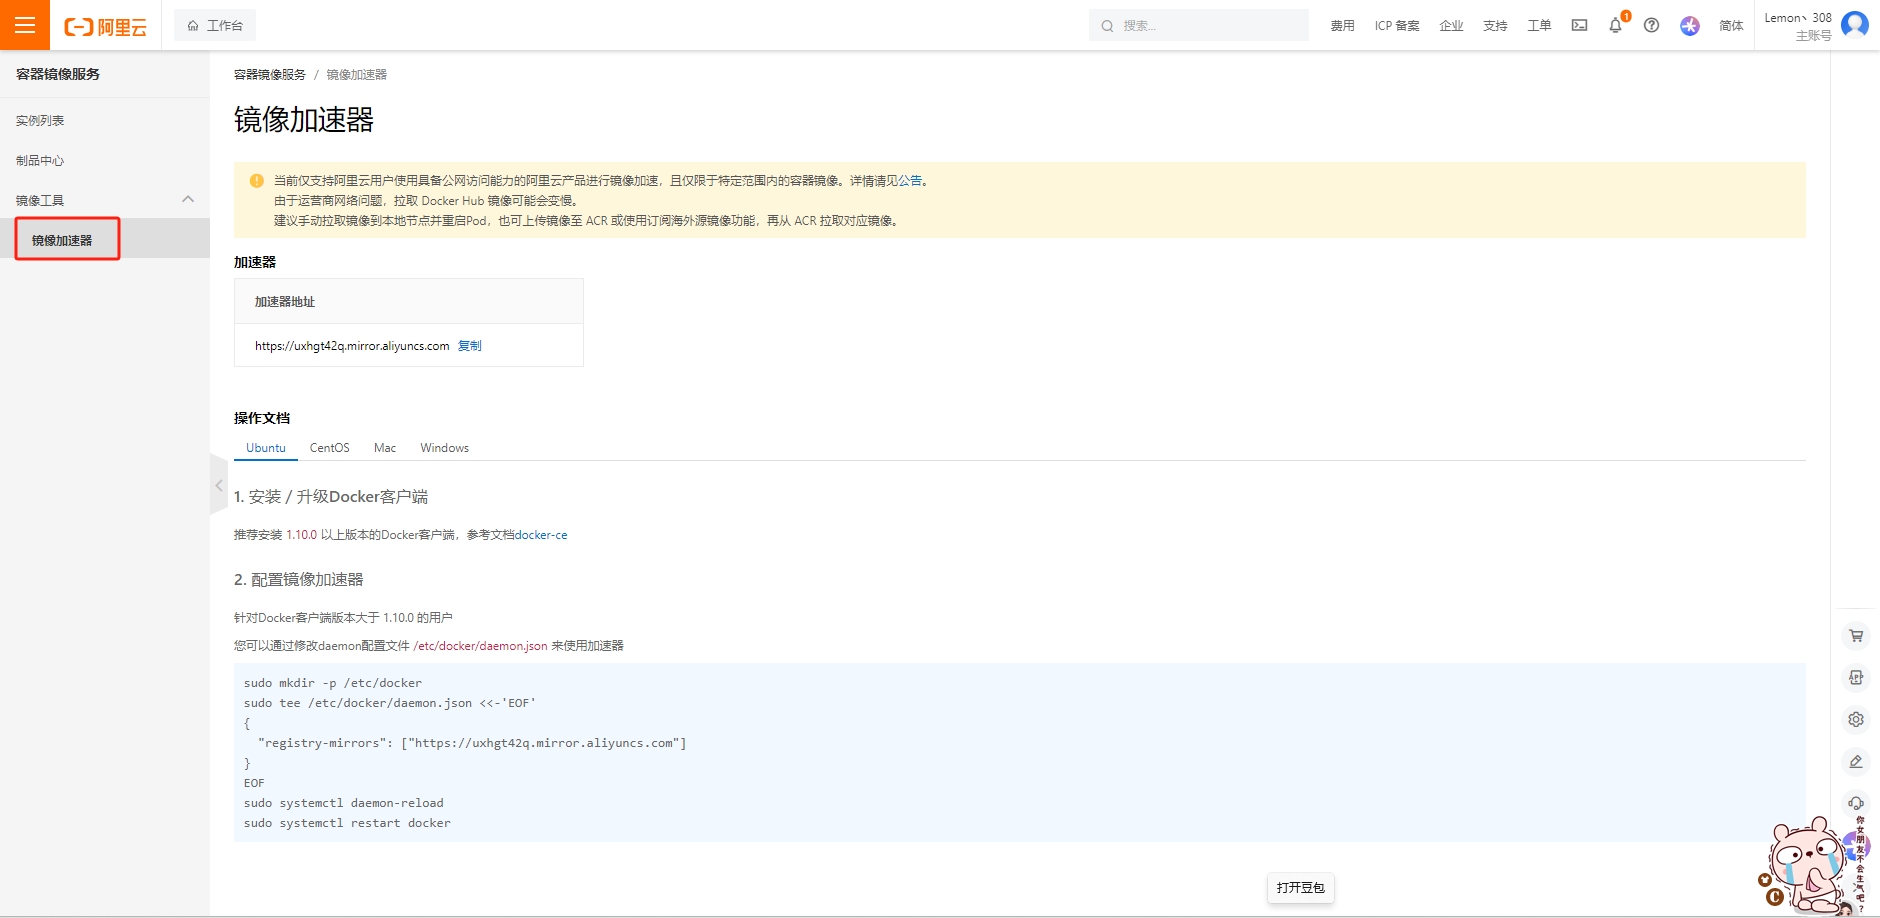 阿里云
工作台
搜索...
费用
ICP 备案
企业
支持
工单
1
简体
Lemon丶 308
主账号
容器镜像服务
实例列表
制品中心
镜像工具
镜像加速器
容器镜像服务 / 镜像加速器
镜像加速器
当前仅支持阿里云用户使用具备公网访问能力的阿里云产品进行镜像加速，且仅限于特定范围内的容器镜像。详情请见公告。
由于运营商网络问题，拉取 Docker Hub 镜像可能会变慢。
建议手动拉取镜像到本地节点并重启Pod，也可上传镜像至 ACR 或使用订阅海外源镜像功能，再从 ACR 拉取对应镜像。
加速器
加速器地址
https://uxhgt42q.mirror.aliyuncs.com 复制
操作文档
Ubuntu CentOS Mac Windows
1. 安装 / 升级Docker客户端
推荐安装 1.10.0 以上版本的Docker客户端，参考文档docker-ce
2. 配置镜像加速器
针对Docker客户端版本大于 1.10.0 的用户
您可以通过修改daemon配置文件 /etc/docker/daemon.json 来使用加速器
sudo mkdir -p /etc/docker
sudo tee /etc/docker/daemon.json <<-'EOF'
{
  "registry-mirrors": ["https://uxhgt42q.mirror.aliyuncs.com"]
}
EOF
sudo systemctl daemon-reload
sudo systemctl restart docker
APP
你女朋友不会生气吧？
C
打开豆包